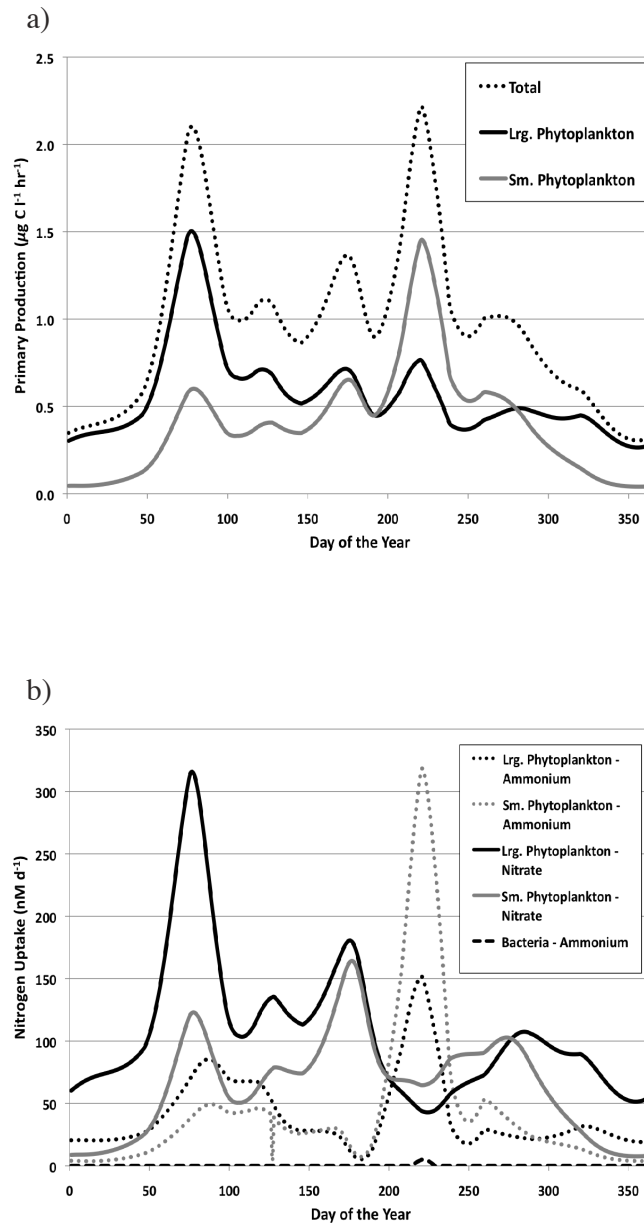 a)
2.5
2.0
1.5
1.0
0.5
0.0
Primary Production (µg C l⁻¹ hr⁻¹)
Total
Lrg. Phytoplankton
Sm. Phytoplankton
0 50 100 150 200 250 300 350
Day of the Year
b)
350
300
250
200
150
100
50
0
Nitrogen Uptake (nM d⁻¹)
Lrg. Phytoplankton -
Ammonium
Sm. Phytoplankton -
Ammonium
Lrg. Phytoplankton -
Nitrate
Sm. Phytoplankton -
Nitrate
Bacteria - Ammonium
0 50 100 150 200 250 300 350
Day of the Year